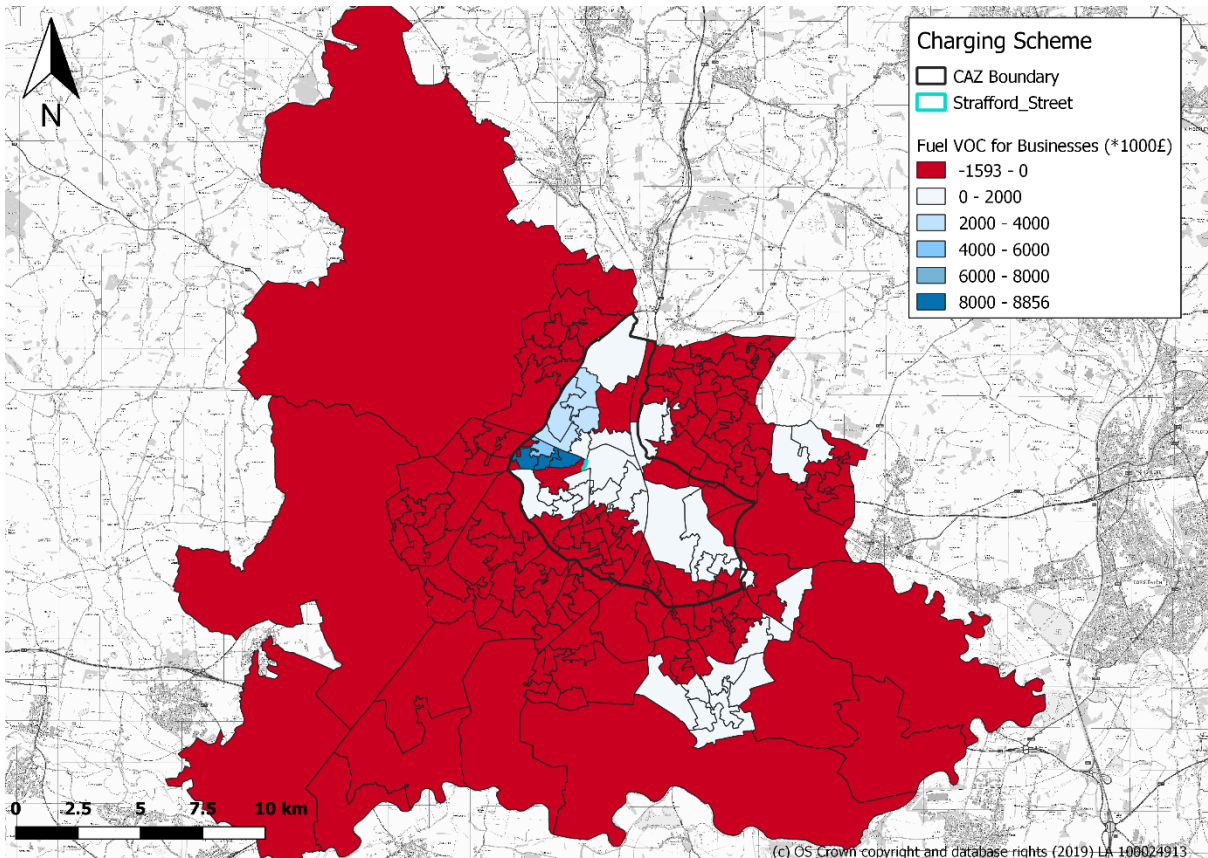 Charging Scheme
CAZ Boundary
Strafford_Street
Fuel VOC for Businesses (*1000£)
-1593 - 0
0 - 2000
2000 - 4000
4000 - 6000
6000 - 8000
8000 - 8856
N
0 2.5 5 7.5 10 km
(c) OS Crown copyright and database rights (2019) LA 100024913